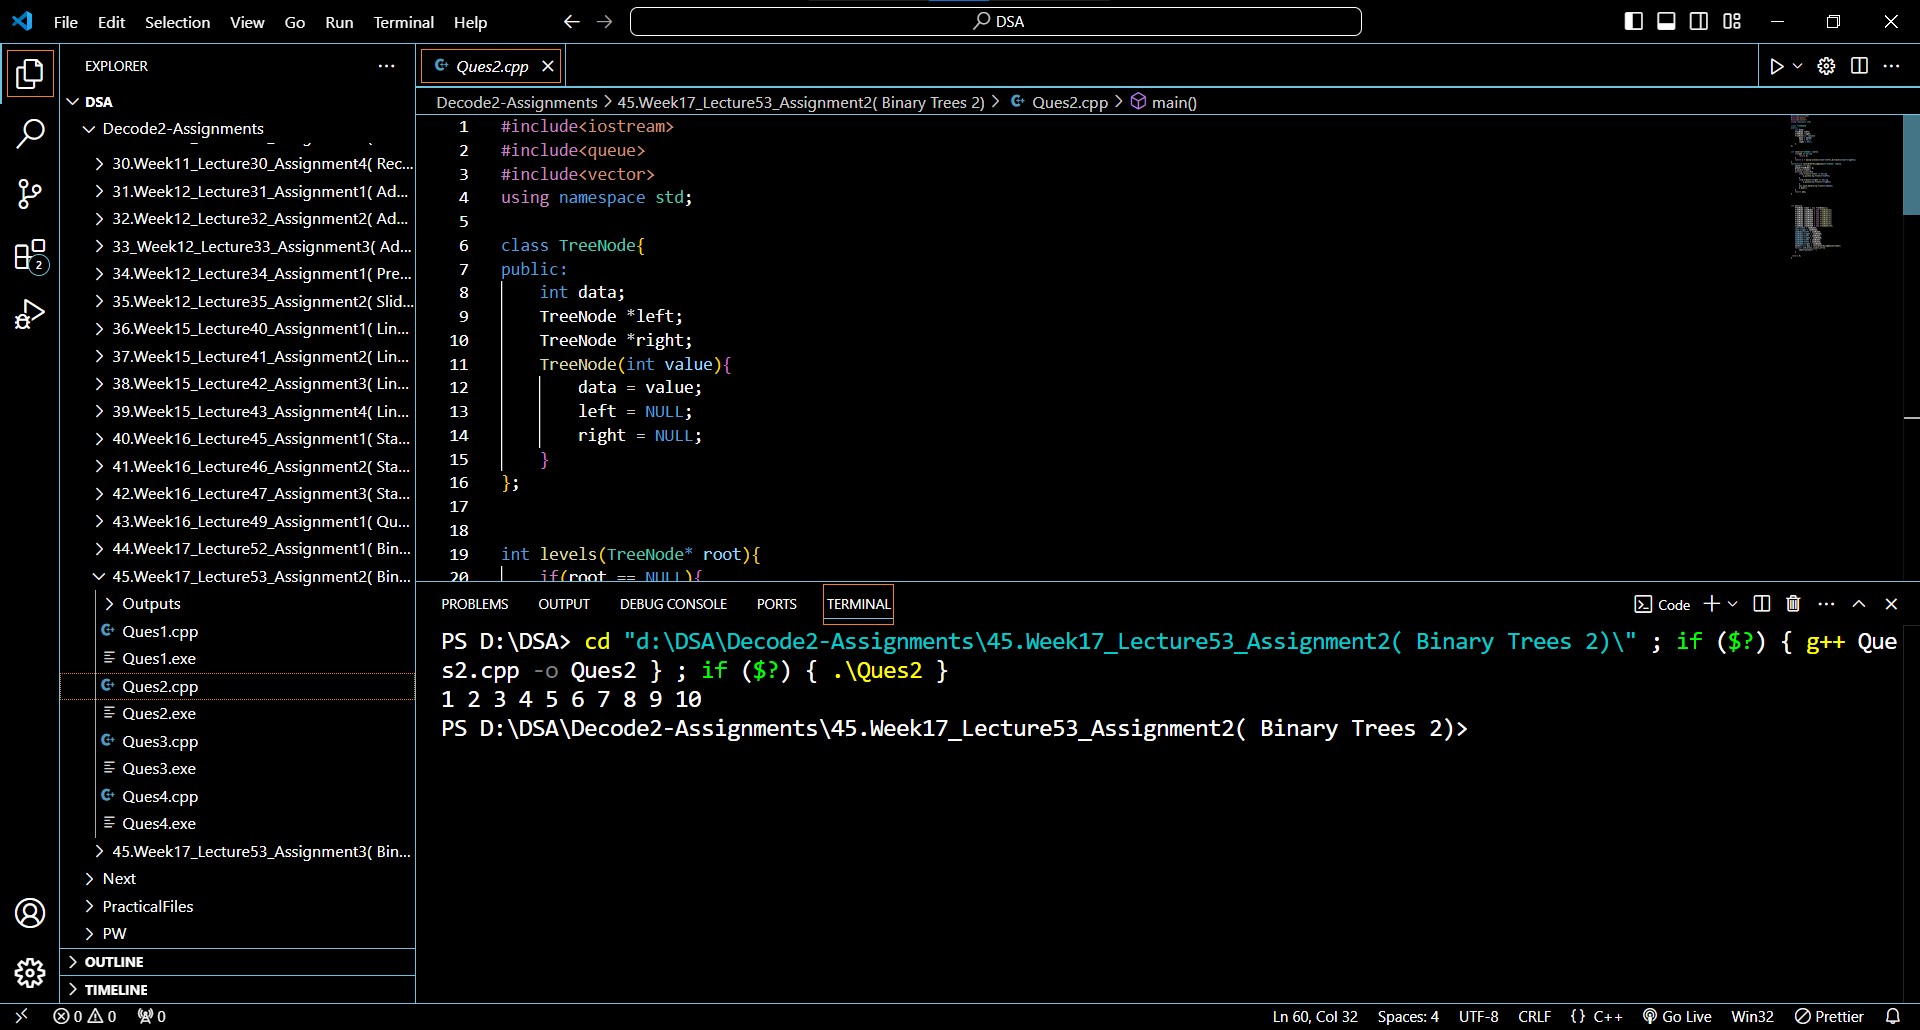 File Edit Selection View Go Run Terminal Help
DSA
EXPLORER
DSA
Decode2-Assignments
30.Week11_Lecture30_Assignment4( Rec...
31.Week12_Lecture31_Assignment1( Ad...
32.Week12_Lecture32_Assignment2( Ad...
33_Week12_Lecture33_Assignment3( Ad...
34.Week12_Lecture34_Assignment1( Pre...
35.Week12_Lecture35_Assignment2( Slid...
36.Week15_Lecture40_Assignment1( Lin...
37.Week15_Lecture41_Assignment2( Lin...
38.Week15_Lecture42_Assignment3( Lin...
39.Week15_Lecture43_Assignment4( Lin...
40.Week16_Lecture45_Assignment1( Sta...
41.Week16_Lecture46_Assignment2( Sta...
42.Week16_Lecture47_Assignment3( Sta...
43.Week16_Lecture49_Assignment1( Qu...
44.Week17_Lecture52_Assignment1( Bin...
45.Week17_Lecture53_Assignment2( Bin...
Outputs
Ques1.cpp
Ques1.exe
Ques2.cpp
Ques2.exe
Ques3.cpp
Ques3.exe
Ques4.cpp
Ques4.exe
45.Week17_Lecture53_Assignment3( Bin...
Next
PracticalFiles
PW
OUTLINE
TIMELINE
2
Ques2.cpp
Decode2-Assignments > 45.Week17_Lecture53_Assignment2( Binary Trees 2) > Ques2.cpp > main()
1 #include<iostream>
2 #include<queue>
3 #include<vector>
4 using namespace std;
5
6 class TreeNode{
7 public:
8 int data;
9 TreeNode *left;
10 TreeNode *right;
11 TreeNode(int value){
12 data = value;
13 left = NULL;
14 right = NULL;
15 }
16 };
17
18
19 int levels(TreeNode* root){
20 if(root == NULL){
PROBLEMS OUTPUT DEBUG CONSOLE PORTS TERMINAL
Code
PS D:\DSA> cd "d:\DSA\Decode2-Assignments\45.Week17_Lecture53_Assignment2( Binary Trees 2)\" ; if ($?) { g++ Que
s2.cpp -o Ques2 } ; if ($?) { .\Ques2 }
1 2 3 4 5 6 7 8 9 10
PS D:\DSA\Decode2-Assignments\45.Week17_Lecture53_Assignment2( Binary Trees 2)>
0 0 0 Ln 60, Col 32 Spaces: 4 UTF-8 CRLF {} C++ Go Live Win32 Prettier